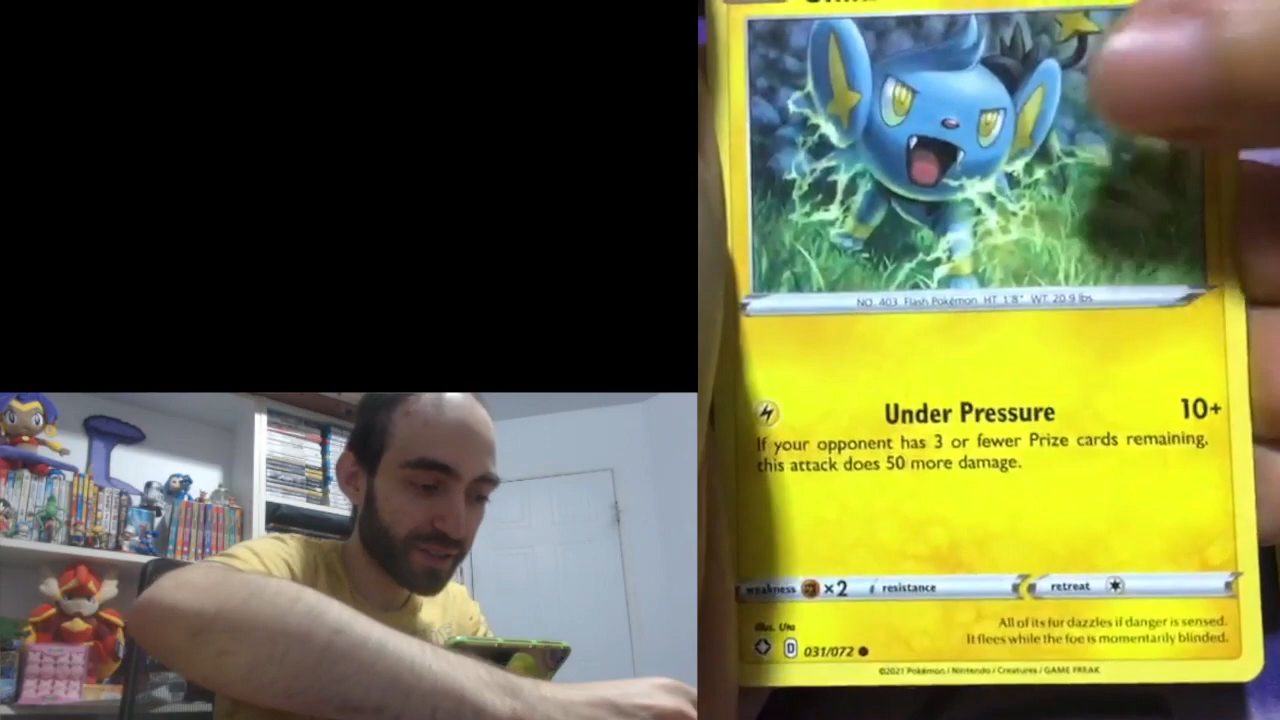 NO. 403 Flash Pokémon HT 1'8" WT 20.9 lbs.
Under Pressure 10+
If your opponent has 3 or fewer Prize cards remaining,
this attack does 50 more damage.
weakness ×2 resistance retreat
Illus. Uta
All of its fur dazzles if danger is sensed.
It flees while the foe is momentarily blinded.
D 031/072
©2021 Pokémon / Nintendo / Creatures / GAME FREAK